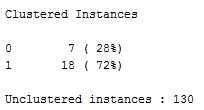 Clustered Instances
0 7 ( 28%)
1 18 ( 72%)
Unclustered instances : 130